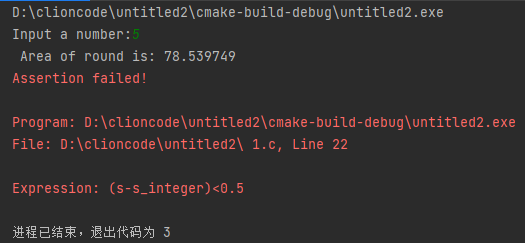 D:\clioncode\untitled2\cmake-build-debug\untitled2.exe
Input a number:5
 Area of round is: 78.539749
Assertion failed!
Program: D:\clioncode\untitled2\cmake-build-debug\untitled2.exe
File: D:\clioncode\untitled2\ 1.c, Line 22
Expression: (s-s_integer)<0.5
进程已结束，退出代码为 3